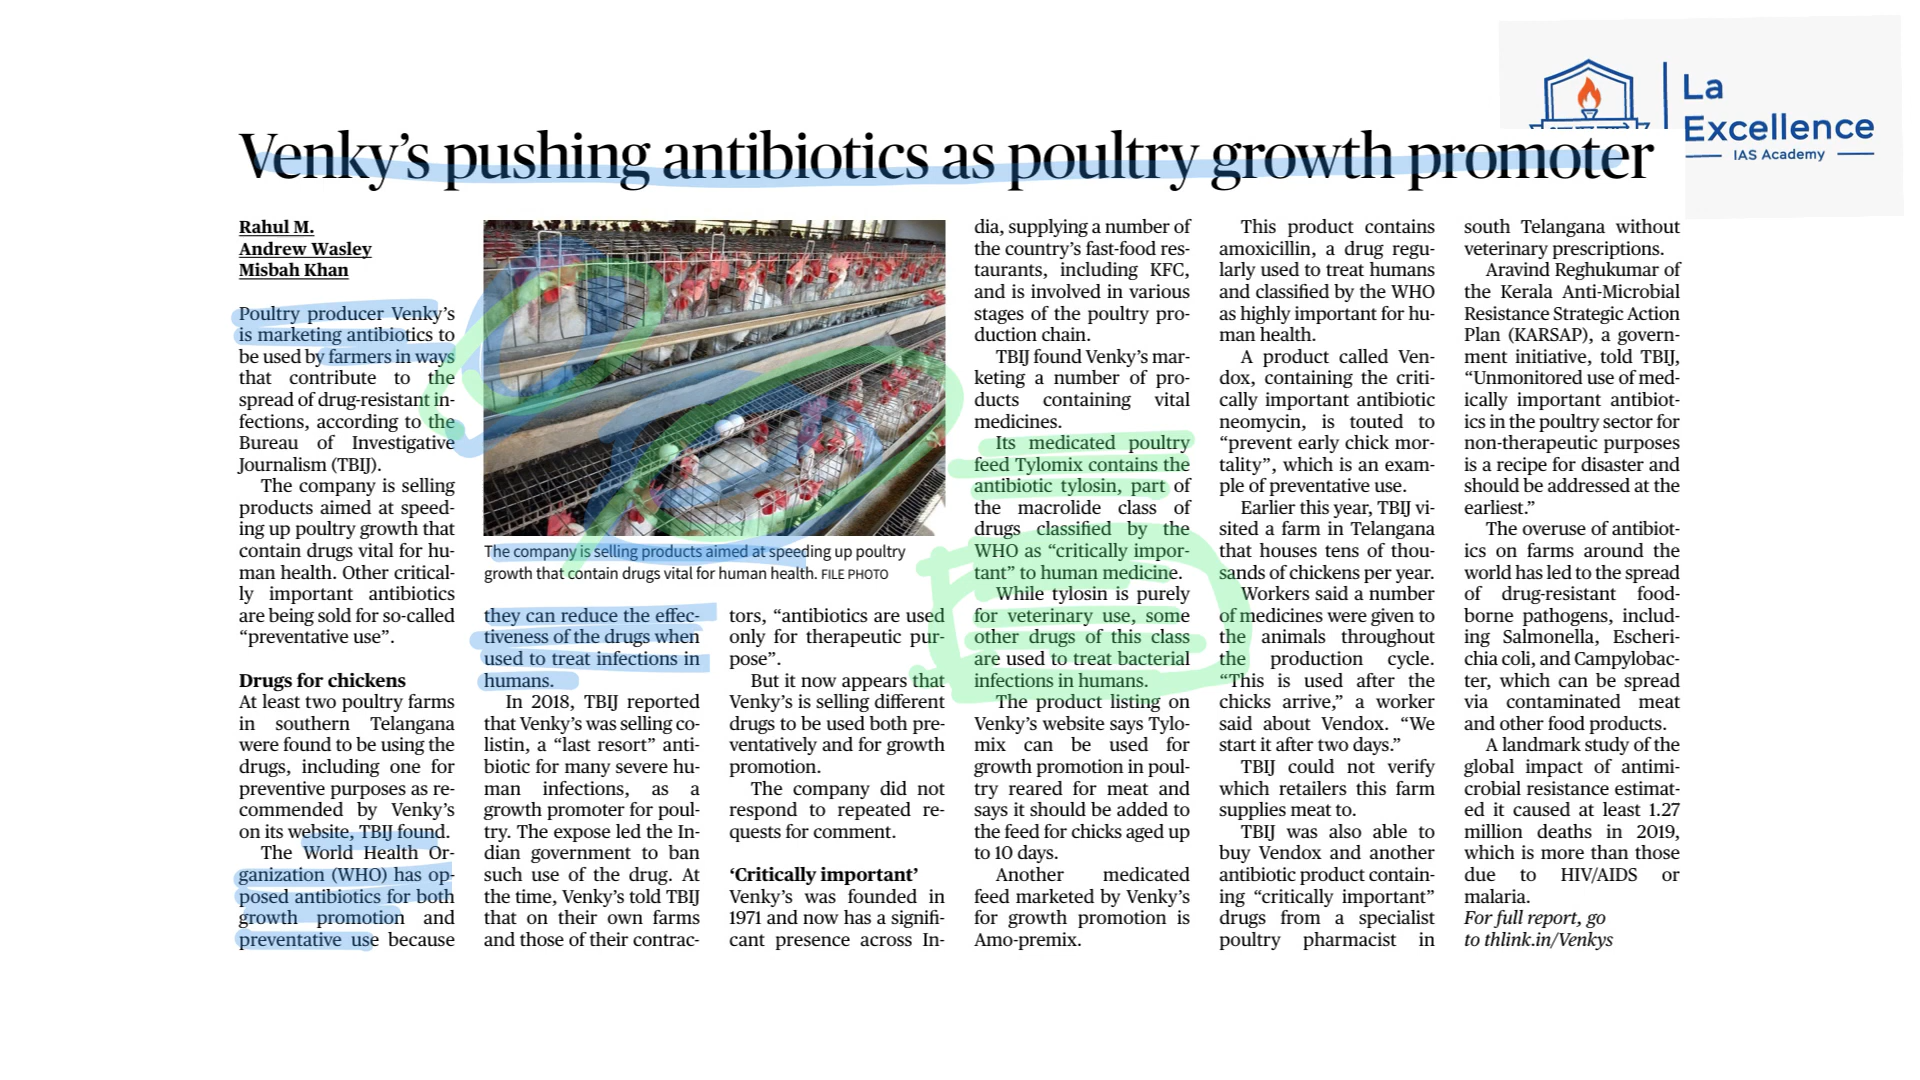 La
Excellence
IAS Academy
Venky's pushing antibiotics as poultry growth promoter
Rahul M.
Andrew Wasley
Misbah Khan
Poultry producer Venky's
is marketing antibiotics to
be used by farmers in ways
that contribute to the
spread of drug-resistant in-
fections, according to the
Bureau of Investigative
Journalism (TBIJ).
The company is selling
products aimed at speed-
ing up poultry growth that
contain drugs vital for hu-
man health. Other critical-
ly important antibiotics
are being sold for so-called
“preventative use”.
Drugs for chickens
At least two poultry farms
in southern Telangana
were found to be using the
drugs, including one for
preventive purposes as re-
commended by Venky's
on its website, TBIJ found.
The World Health Or-
ganization (WHO) has op-
posed antibiotics for both
growth promotion and
preventative use because
The company is selling products aimed at speeding up poultry
growth that contain drugs vital for human health. FILE PHOTO
they can reduce the effec-
tiveness of the drugs when
used to treat infections in
humans.
In 2018, TBIJ reported
that Venky's was selling co-
listin, a “last resort” anti-
biotic for many severe hu-
man infections, as a
growth promoter for poul-
try. The expose led the In-
dian government to ban
such use of the drug. At
the time, Venky's told TBIJ
that on their own farms
and those of their contrac-
tors, “antibiotics are used
only for therapeutic pur-
pose”.
But it now appears that
Venky's is selling different
drugs to be used both pre-
ventatively and for growth
promotion.
The company did not
respond to repeated re-
quests for comment.
‘Critically important’
Venky's was founded in
1971 and now has a signifi-
cant presence across In-
dia, supplying a number of
the country's fast-food res-
taurants, including KFC,
and is involved in various
stages of the poultry pro-
duction chain.
TBIJ found Venky's mar-
keting a number of pro-
ducts containing vital
medicines.
Its medicated poultry
feed Tylomix contains the
antibiotic tylosin, part of
the macrolide class of
drugs classified by the
WHO as “critically impor-
tant” to human medicine.
While tylosin is purely
for veterinary use, some
other drugs of this class
are used to treat bacterial
infections in humans.
The product listing on
Venky's website says Tylo-
mix can be used for
growth promotion in poul-
try reared for meat and
says it should be added to
the feed for chicks aged up
to 10 days.
Another medicated
feed marketed by Venky's
for growth promotion is
Amo-premix.
This product contains
amoxicillin, a drug regu-
larly used to treat humans
and classified by the WHO
as highly important for hu-
man health.
A product called Ven-
dox, containing the criti-
cally important antibiotic
neomycin, is touted to
“prevent early chick mor-
tality”, which is an exam-
ple of preventative use.
Earlier this year, TBIJ vi-
sited a farm in Telangana
that houses tens of thou-
sands of chickens per year.
Workers said a number
of medicines were given to
the animals throughout
the production cycle.
“This is used after the
chicks arrive,” a worker
said about Vendox. “We
start it after two days.”
TBIJ could not verify
which retailers this farm
supplies meat to.
TBIJ was also able to
buy Vendox and another
antibiotic product contain-
ing “critically important”
drugs from a specialist
poultry pharmacist in
south Telangana without
veterinary prescriptions.
Aravind Reghukumar of
the Kerala Anti-Microbial
Resistance Strategic Action
Plan (KARSAP), a govern-
ment initiative, told TBIJ,
“Unmonitored use of med-
ically important antibiot-
ics in the poultry sector for
non-therapeutic purposes
is a recipe for disaster and
should be addressed at the
earliest.”
The overuse of antibiot-
ics on farms around the
world has led to the spread
of drug-resistant food-
borne pathogens, includ-
ing Salmonella, Escheri-
chia coli, and Campylobac-
ter, which can be spread
via contaminated meat
and other food products.
A landmark study of the
global impact of antimi-
crobial resistance estimat-
ed it caused at least 1.27
million deaths in 2019,
which is more than those
due to HIV/AIDS or
malaria.
For full report, go
to thlink.in/Venkys